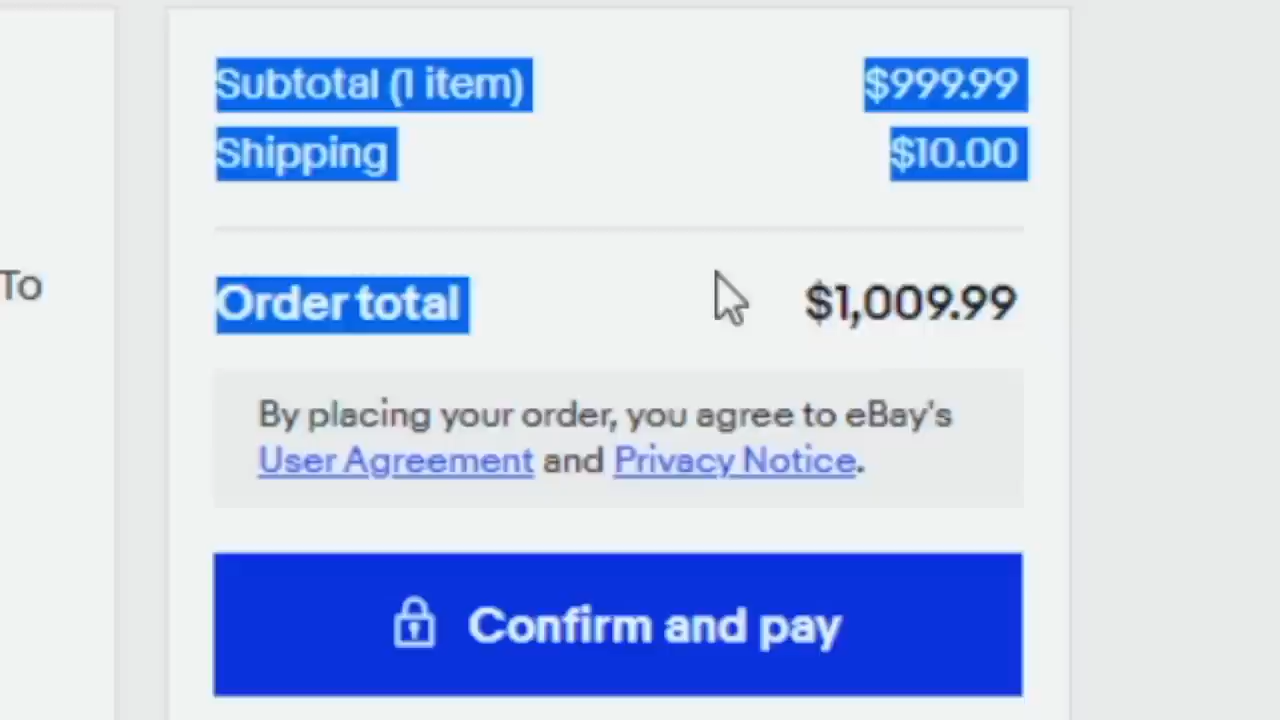 Subtotal (1 item) $999.99
Shipping $10.00
To
Order total $1,009.99
By placing your order, you agree to eBay's
User Agreement and Privacy Notice.
Confirm and pay